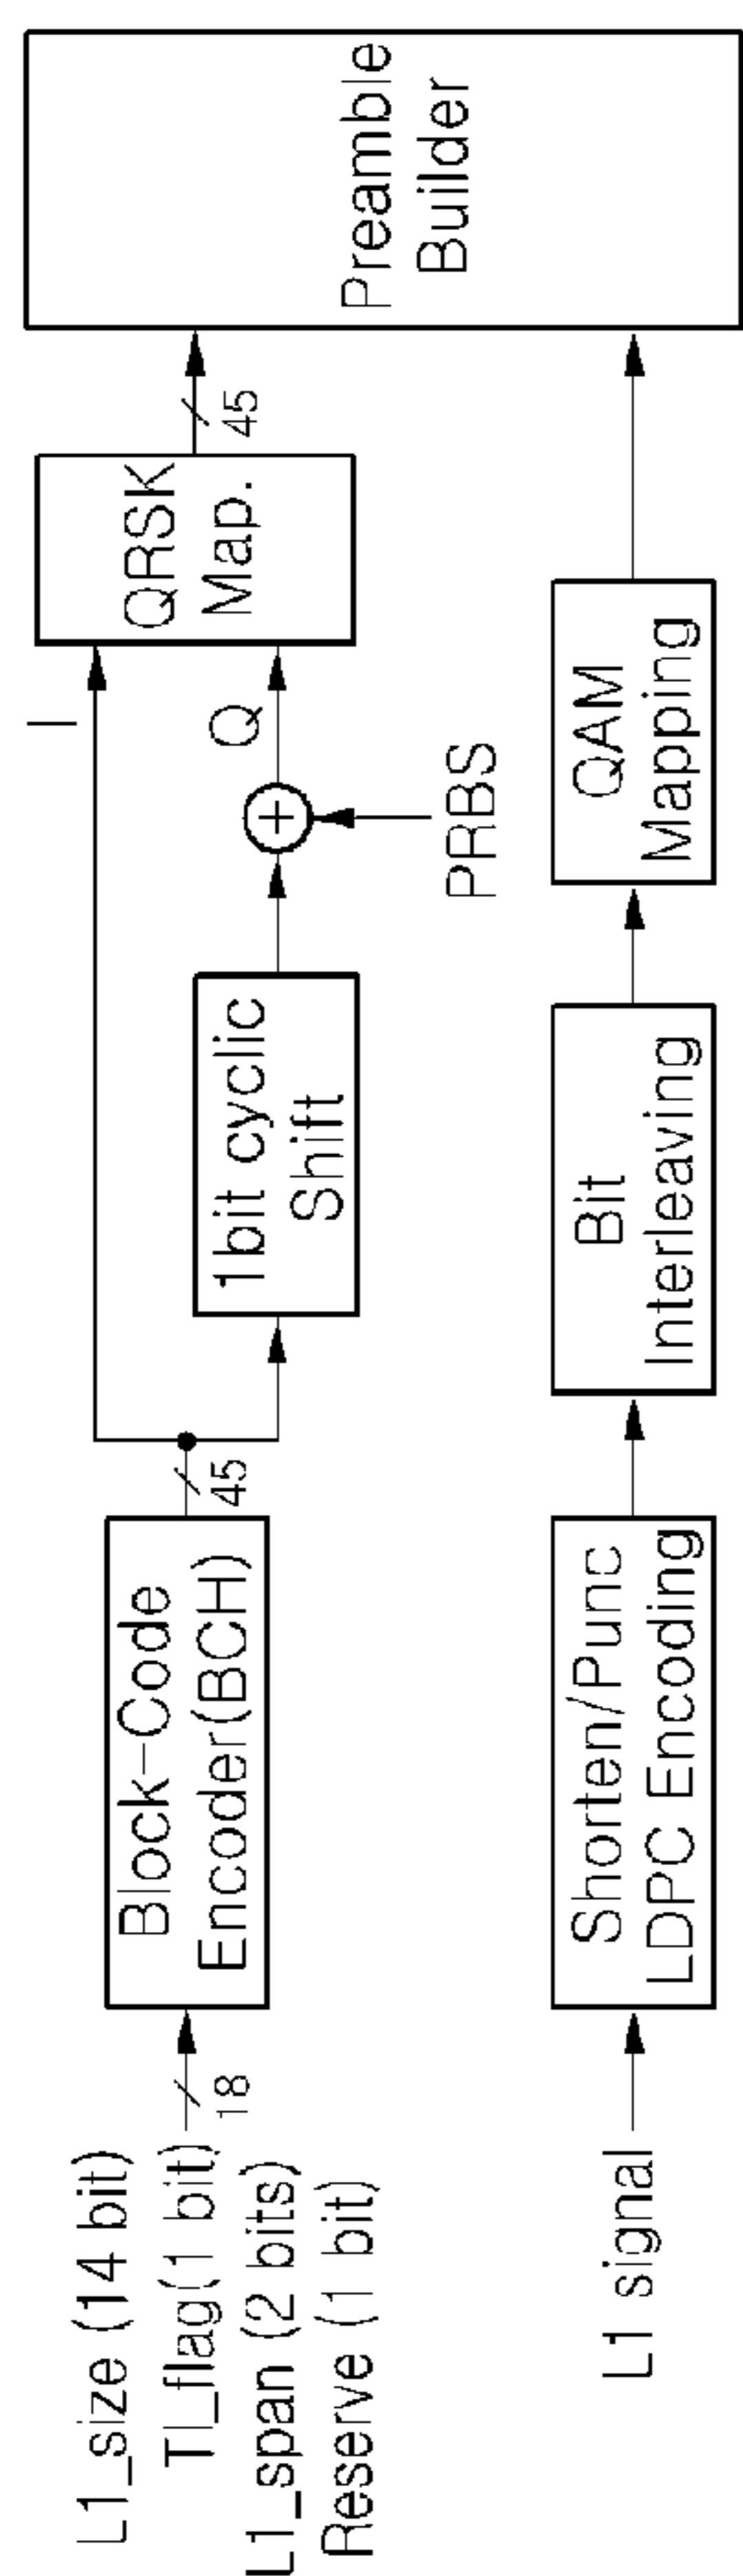 L1_size (14 bit)
TI_flag(1 bit)
L1_span (2 bits)
Reserve (1 bit)
18
Block-Code
Encoder(BCH)
45
1bit cyclic
Shift
PRBS
+
I
Q
QRSK
Map.
45
Preamble
Builder
L1 signal
Shorten/Punc
LDPC Encoding
Bit
Interleaving
QAM
Mapping